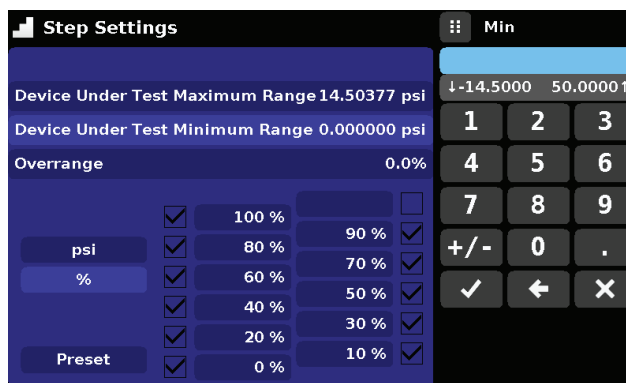 Step Settings
Min
↓-14.5000 50.0000↑
Device Under Test Maximum Range 14.50377 psi
Device Under Test Minimum Range 0.000000 psi
Overrange 0.0%
1 2 3
4 5 6
7 8 9
+/- 0 .
100 %
90 %
psi
80 %
70 %
%
60 %
50 %
40 %
30 %
20 %
10 %
Preset
0 %